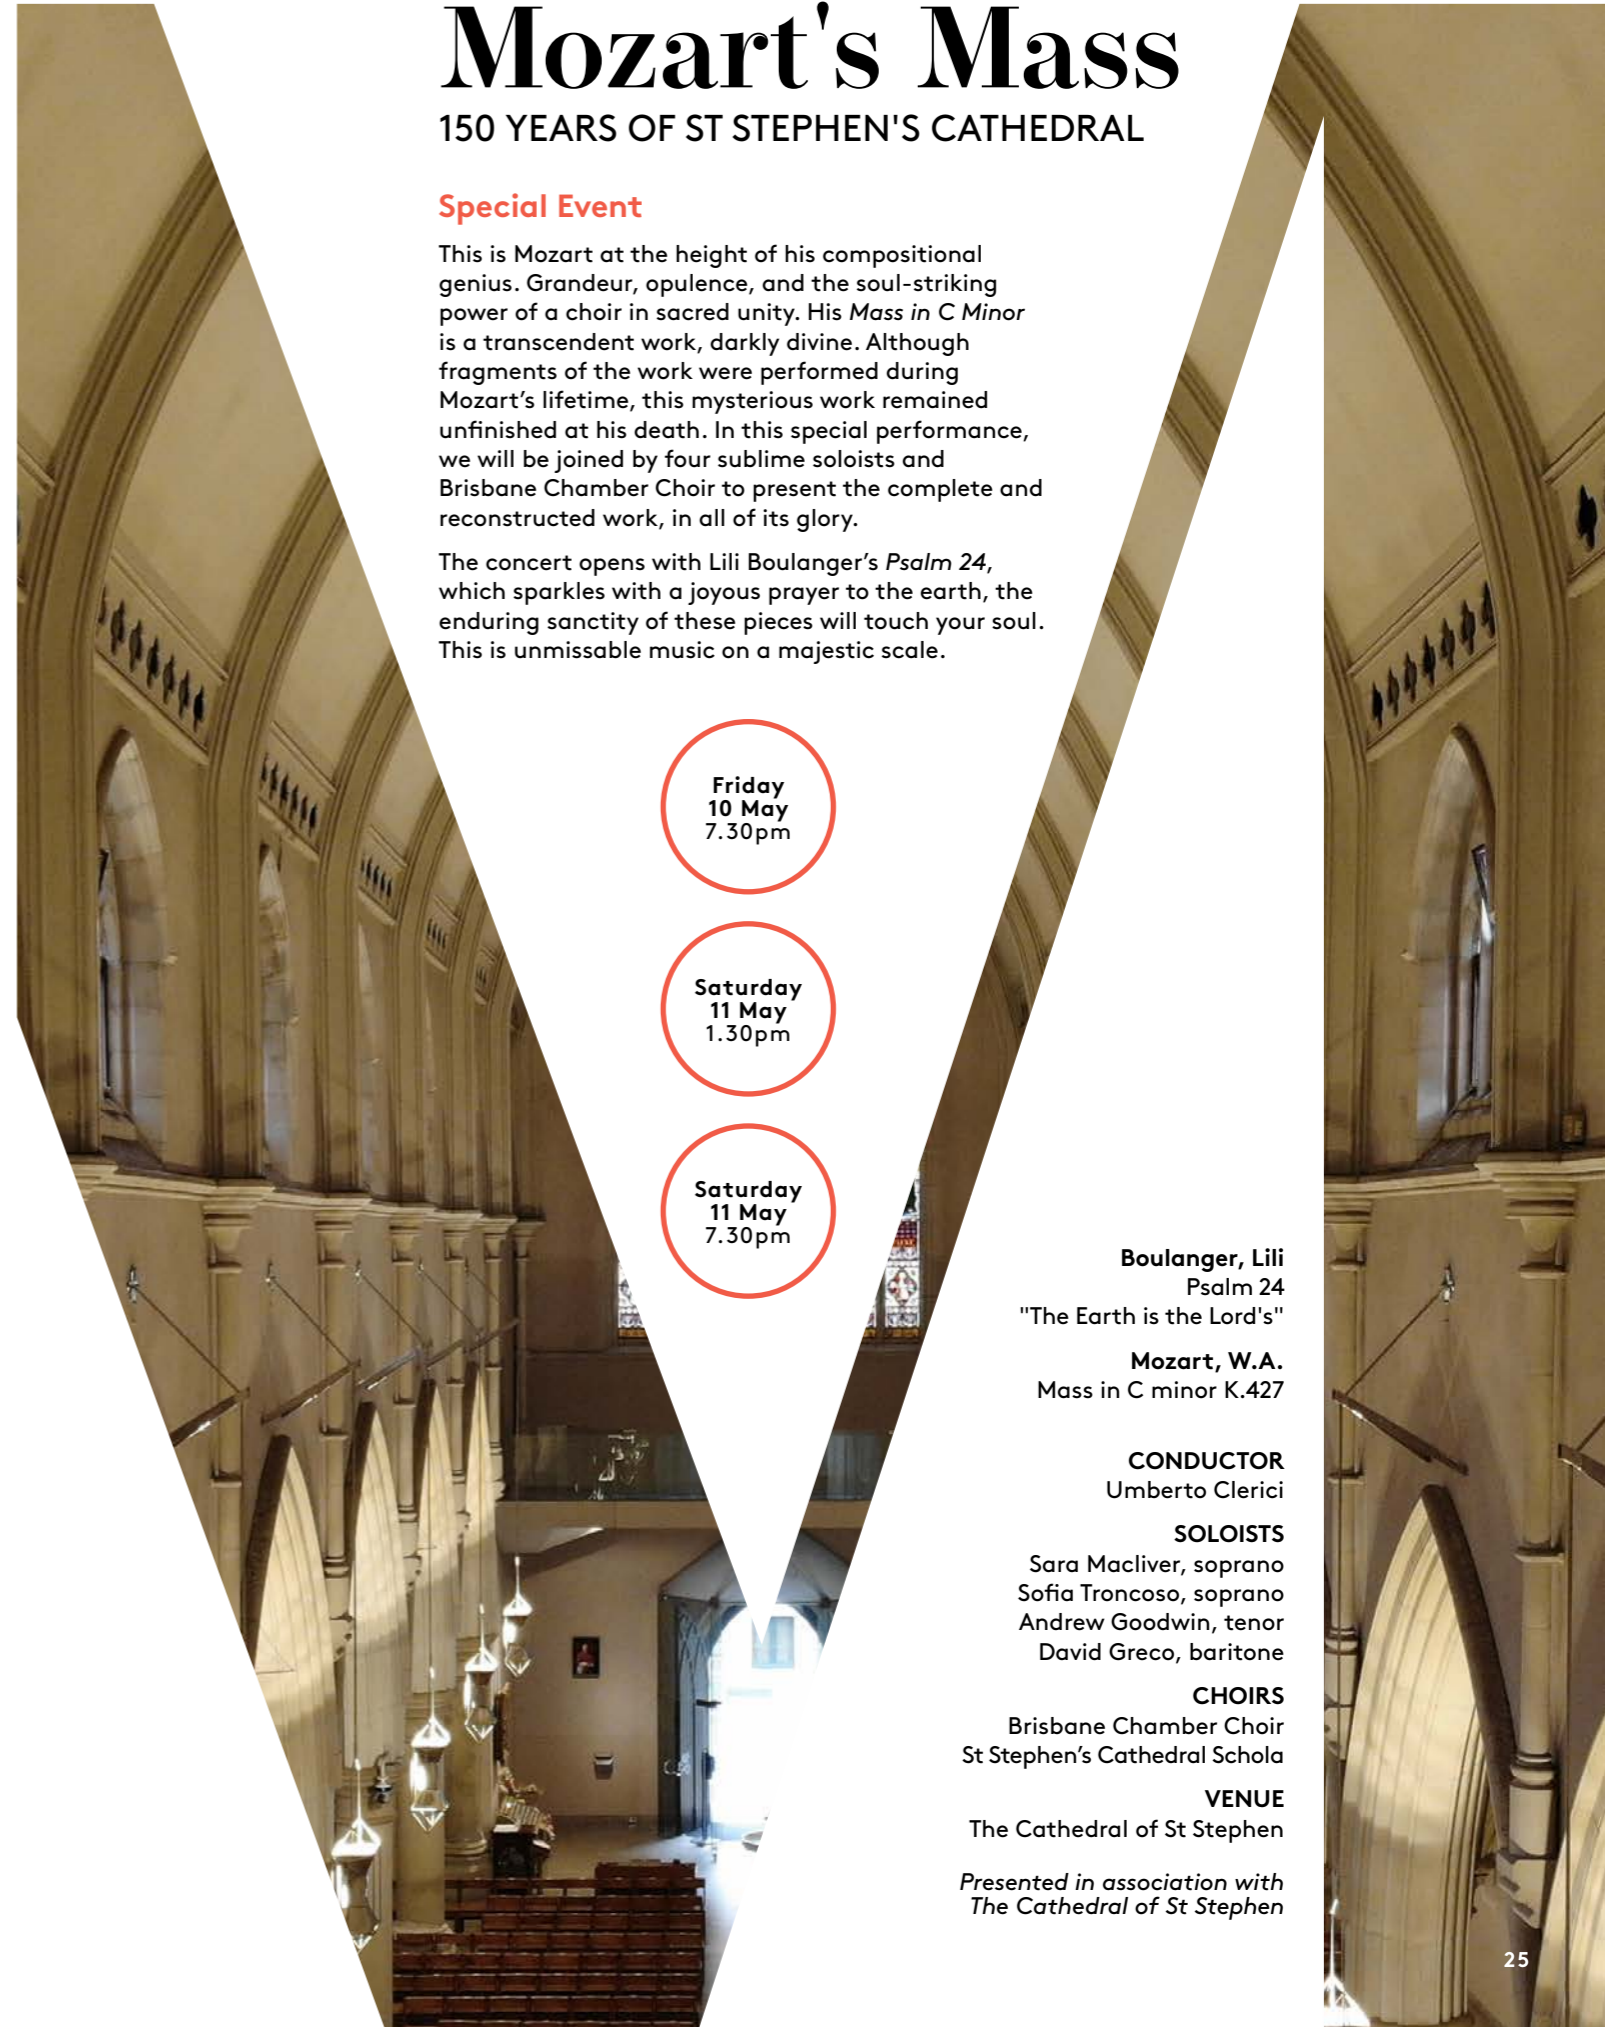 Mozart's Mass
150 YEARS OF ST STEPHEN'S CATHEDRAL
Special Event
This is Mozart at the height of his compositional
genius. Grandeur, opulence, and the soul-striking
power of a choir in sacred unity. His Mass in C Minor
is a transcendent work, darkly divine. Although
fragments of the work were performed during
Mozart’s lifetime, this mysterious work remained
unfinished at his death. In this special performance,
we will be joined by four sublime soloists and
Brisbane Chamber Choir to present the complete and
reconstructed work, in all of its glory.
The concert opens with Lili Boulanger’s Psalm 24,
which sparkles with a joyous prayer to the earth, the
enduring sanctity of these pieces will touch your soul.
This is unmissable music on a majestic scale.
Friday
10 May
7.30pm
Saturday
11 May
1.30pm
Saturday
11 May
7.30pm
Boulanger, Lili
Psalm 24
"The Earth is the Lord's"
Mozart, W.A.
Mass in C minor K.427
CONDUCTOR
Umberto Clerici
SOLOISTS
Sara Macliver, soprano
Sofia Troncoso, soprano
Andrew Goodwin, tenor
David Greco, baritone
CHOIRS
Brisbane Chamber Choir
St Stephen’s Cathedral Schola
VENUE
The Cathedral of St Stephen
Presented in association with
The Cathedral of St Stephen
25